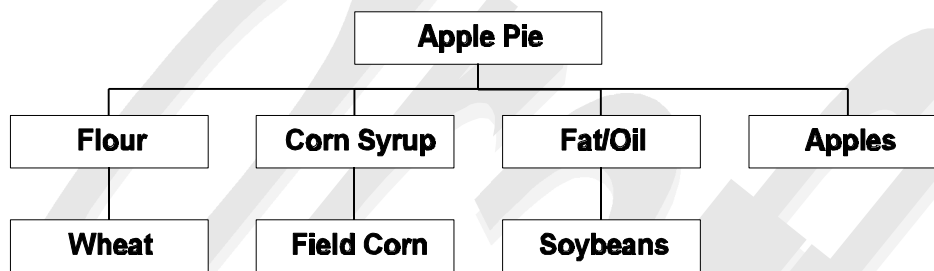 Apple Pie
Flour Corn Syrup Fat/Oil Apples
Wheat Field Corn Soybeans